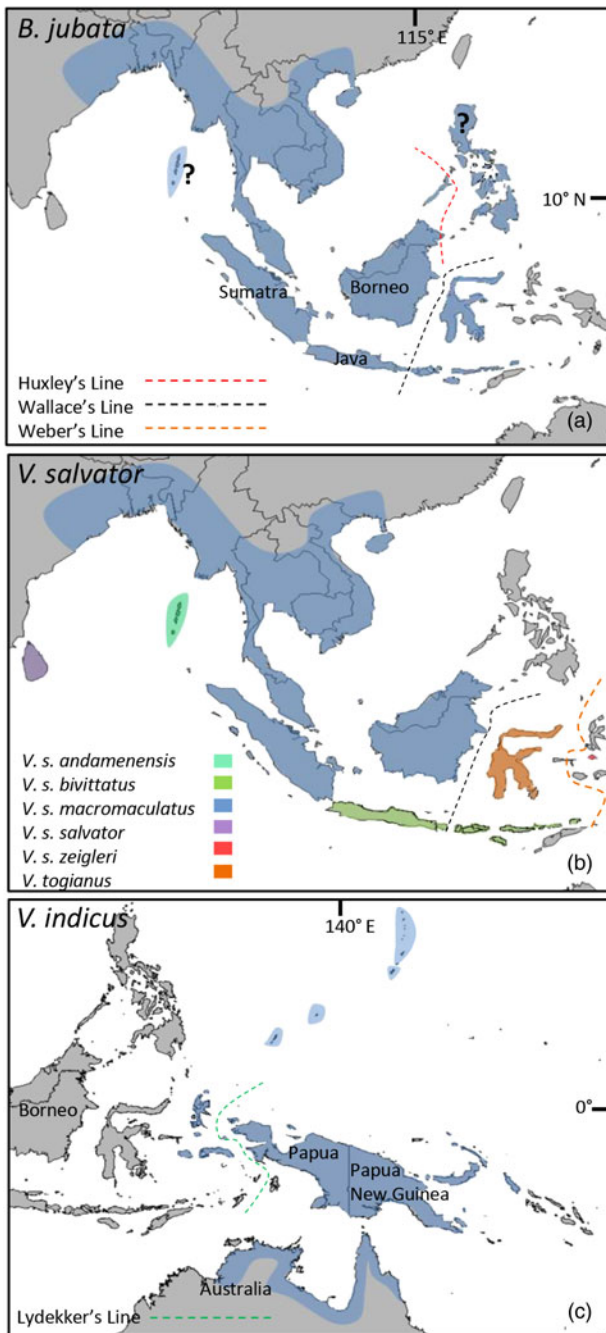 B. jubata
115° E
?
?
10° N
Sumatra
Borneo
Java
Huxley's Line
Wallace's Line
Weber's Line
(a)
V. salvator
V. s. andamenensis
V. s. bivittatus
V. s. macromaculatus
V. s. salvator
V. s. zeigleri
V. togianus
(b)
V. indicus
140° E
Borneo
0°
Papua
Papua
New Guinea
Australia
Lydekker's Line
(c)